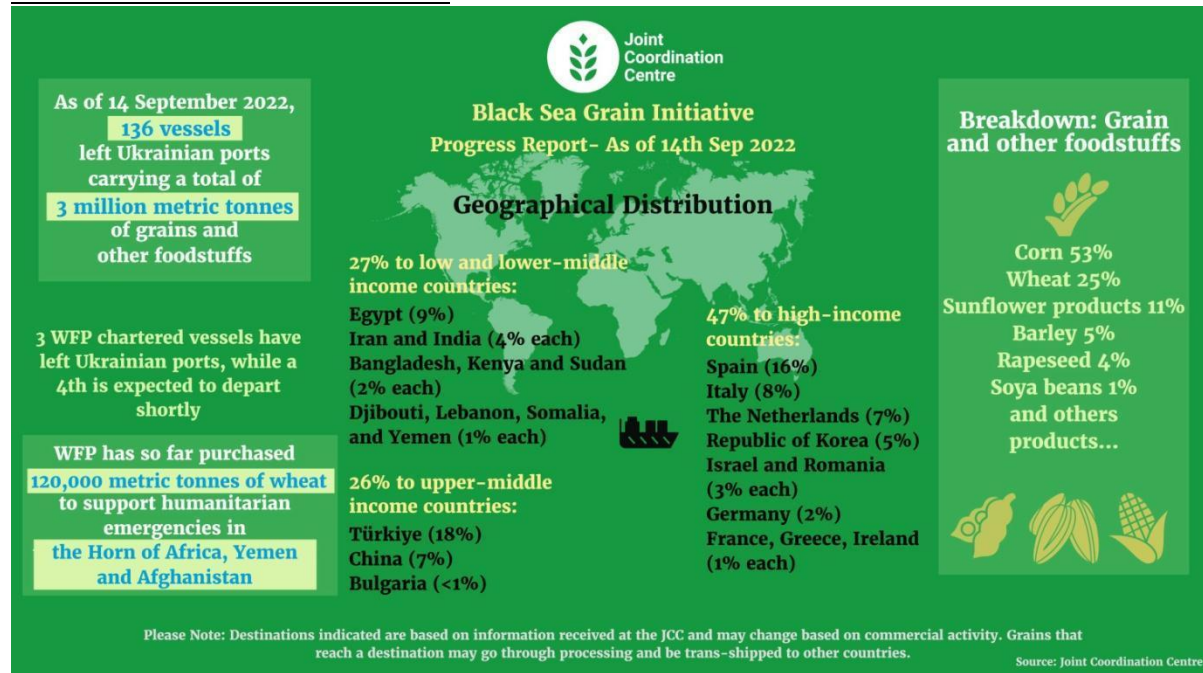 Joint
Coordination
Centre
Black Sea Grain Initiative
Progress Report- As of 14th Sep 2022
As of 14 September 2022,
136 vessels
left Ukrainian ports
carrying a total of
3 million metric tonnes
of grains and
other foodstuffs
3 WFP chartered vessels have
left Ukrainian ports, while a
4th is expected to depart
shortly
WFP has so far purchased
120,000 metric tonnes of wheat
to support humanitarian
emergencies in
the Horn of Africa, Yemen
and Afghanistan
Geographical Distribution
27% to low and lower-middle
income countries:
Egypt (9%)
Iran and India (4% each)
Bangladesh, Kenya and Sudan
(2% each)
Djibouti, Lebanon, Somalia,
and Yemen (1% each)
26% to upper-middle
income countries:
Türkiye (18%)
China (7%)
Bulgaria (<1%)
47% to high-income
countries:
Spain (16%)
Italy (8%)
The Netherlands (7%)
Republic of Korea (5%)
Israel and Romania
(3% each)
Germany (2%)
France, Greece, Ireland
(1% each)
Breakdown: Grain
and other foodstuffs
Corn 53%
Wheat 25%
Sunflower products 11%
Barley 5%
Rapeseed 4%
Soya beans 1%
and others
products...
Please Note: Destinations indicated are based on information received at the JCC and may change based on commercial activity. Grains that
reach a destination may go through processing and be trans-shipped to other countries.
Source: Joint Coordination Centre